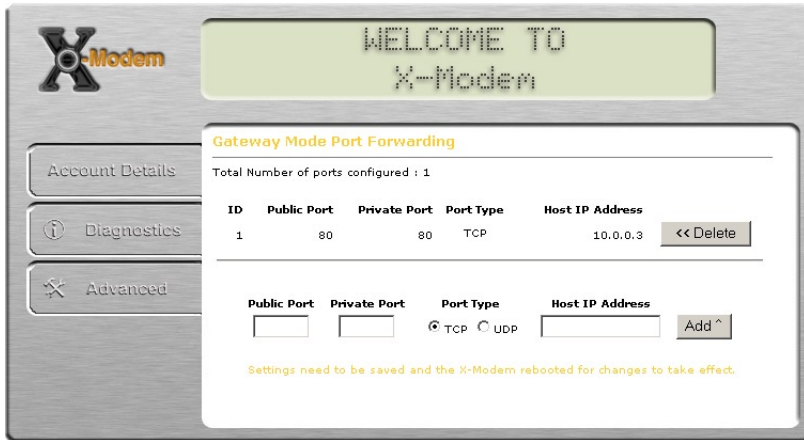 X-Modem
WELCOME TO
X-Modem
Account Details
Diagnostics
Advanced
Gateway Mode Port Forwarding
Total Number of ports configured : 1
ID Public Port Private Port Port Type Host IP Address
1 80 80 TCP 10.0.0.3 << Delete
Public Port Private Port Port Type Host IP Address
TCP UDP Add ^
Settings need to be saved and the X-Modem rebooted for changes to take effect.